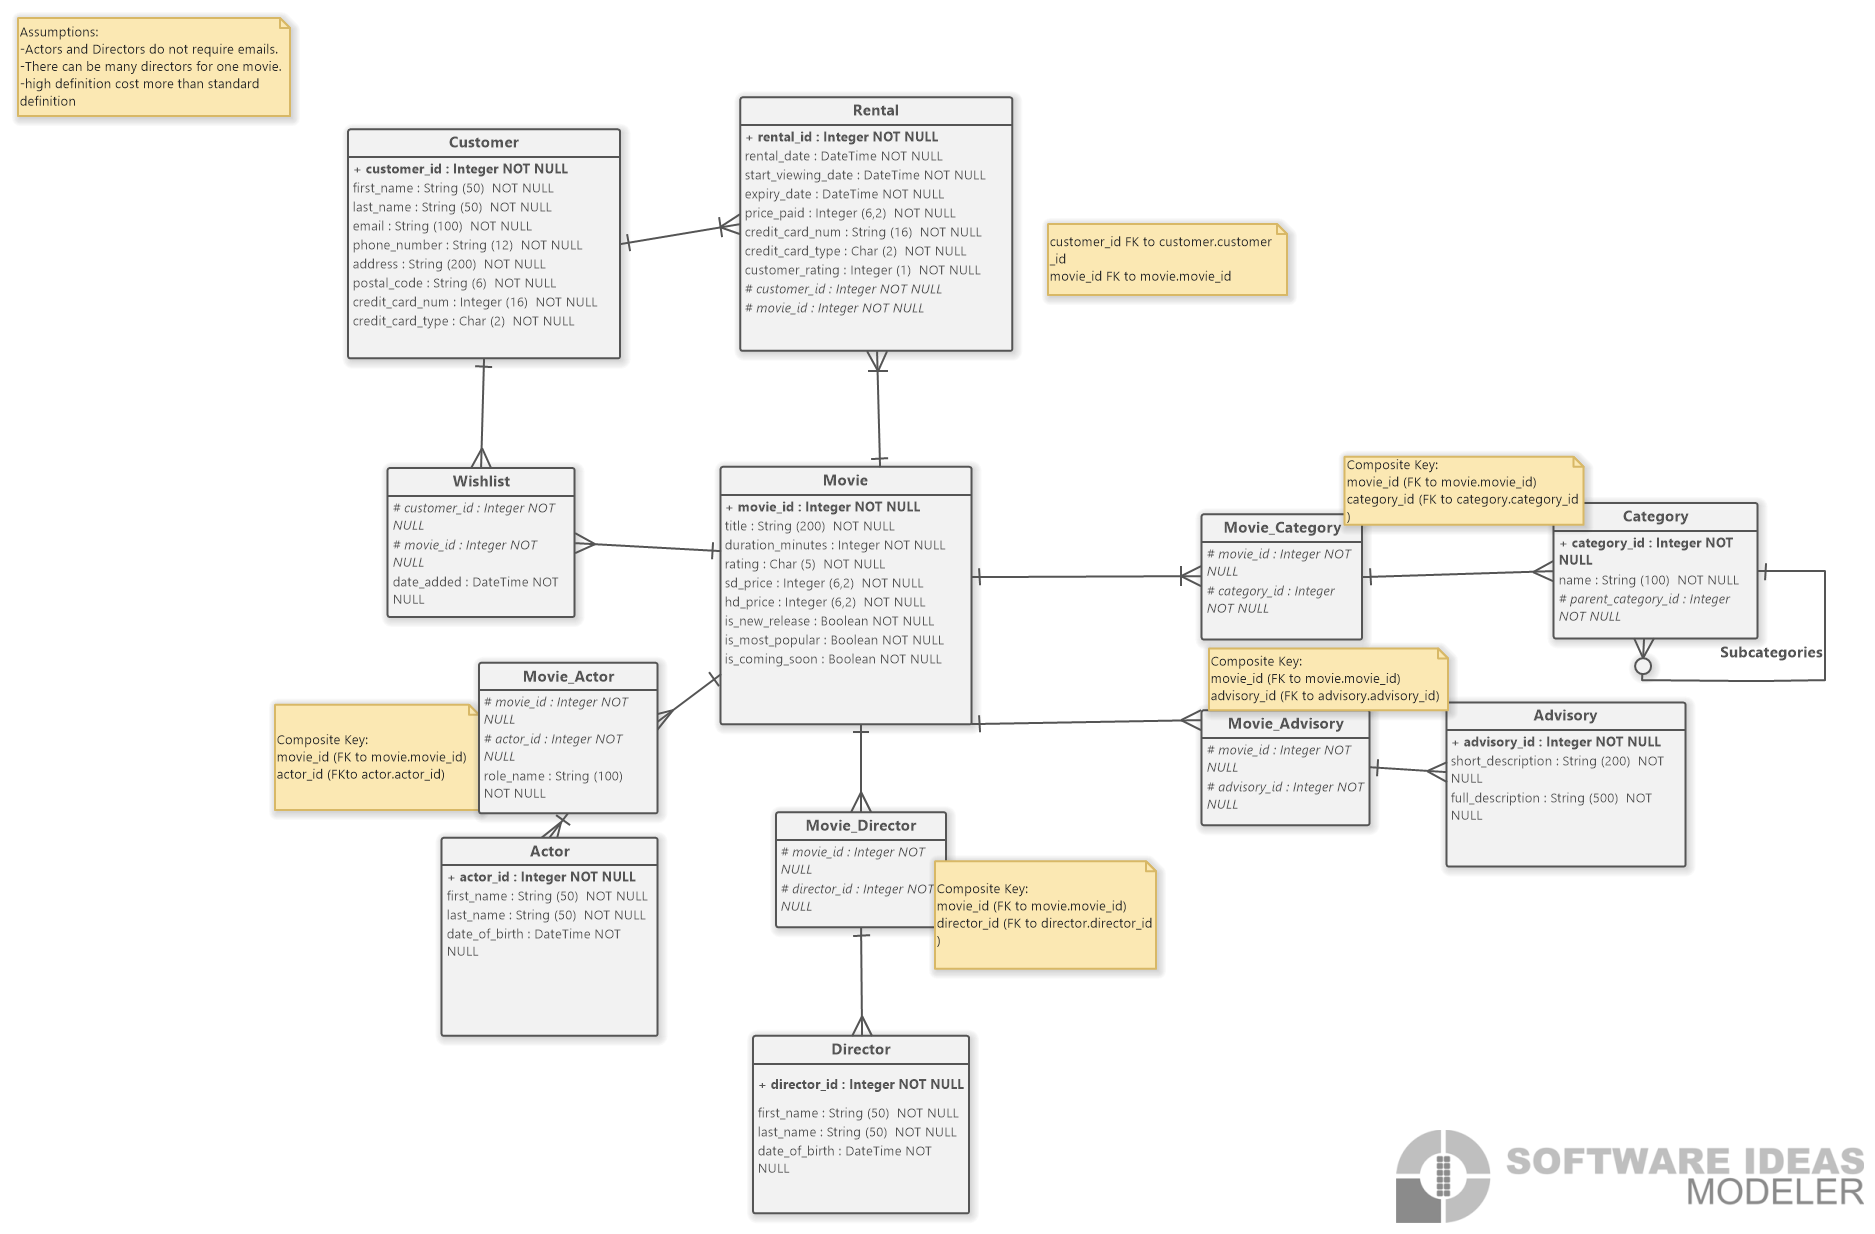 Assumptions:
-Actors and Directors do not require emails.
-There can be many directors for one movie.
-high definition cost more than standard
definition
Customer
+ customer_id : Integer NOT NULL
first_name : String (50)  NOT NULL
last_name : String (50)  NOT NULL
email : String (100)  NOT NULL
phone_number : String (12)  NOT NULL
address : String (200)  NOT NULL
postal_code : String (6)  NOT NULL
credit_card_num : Integer (16)  NOT NULL
credit_card_type : Char (2)  NOT NULL
Rental
+ rental_id : Integer NOT NULL
rental_date : DateTime NOT NULL
start_viewing_date : DateTime NOT NULL
expiry_date : DateTime NOT NULL
price_paid : Integer (6,2)  NOT NULL
credit_card_num : String (16)  NOT NULL
credit_card_type : Char (2)  NOT NULL
customer_rating : Integer (1)  NOT NULL
# customer_id : Integer NOT NULL
# movie_id : Integer NOT NULL
customer_id FK to customer.customer
_id
movie_id FK to movie.movie_id
Wishlist
# customer_id : Integer NOT
NULL
# movie_id : Integer NOT
NULL
date_added : DateTime NOT
NULL
Movie
+ movie_id : Integer NOT NULL
title : String (200)  NOT NULL
duration_minutes : Integer NOT NULL
rating : Char (5)  NOT NULL
sd_price : Integer (6,2)  NOT NULL
hd_price : Integer (6,2)  NOT NULL
is_new_release : Boolean NOT NULL
is_most_popular : Boolean NOT NULL
is_coming_soon : Boolean NOT NULL
Composite Key:
movie_id (FK to movie.movie_id)
category_id (FK to category.category_id
)
Movie_Category
# movie_id : Integer NOT
NULL
# category_id : Integer
NOT NULL
Category
+ category_id : Integer NOT
NULL
name : String (100)  NOT NULL
# parent_category_id : Integer
NOT NULL
Subcategories
Composite Key:
movie_id (FK to movie.movie_id)
advisory_id (FK to advisory.advisory_id)
Movie_Advisory
# movie_id : Integer NOT
NULL
# advisory_id : Integer NOT
NULL
Advisory
+ advisory_id : Integer NOT NULL
short_description : String (200)  NOT
NULL
full_description : String (500)  NOT
NULL
Movie_Actor
# movie_id : Integer NOT
NULL
# actor_id : Integer NOT
NULL
role_name : String (100)
NOT NULL
Composite Key:
movie_id (FK to movie.movie_id)
actor_id (FKto actor.actor_id)
Actor
+ actor_id : Integer NOT NULL
first_name : String (50)  NOT NULL
last_name : String (50)  NOT NULL
date_of_birth : DateTime NOT
NULL
Movie_Director
# movie_id : Integer NOT
NULL
# director_id : Integer NOT
NULL
Composite Key:
movie_id (FK to movie.movie_id)
director_id (FK to director.director_id
)
Director
+ director_id : Integer NOT NULL
first_name : String (50)  NOT NULL
last_name : String (50)  NOT NULL
date_of_birth : DateTime NOT
NULL
SOFTWARE IDEAS
MODELER